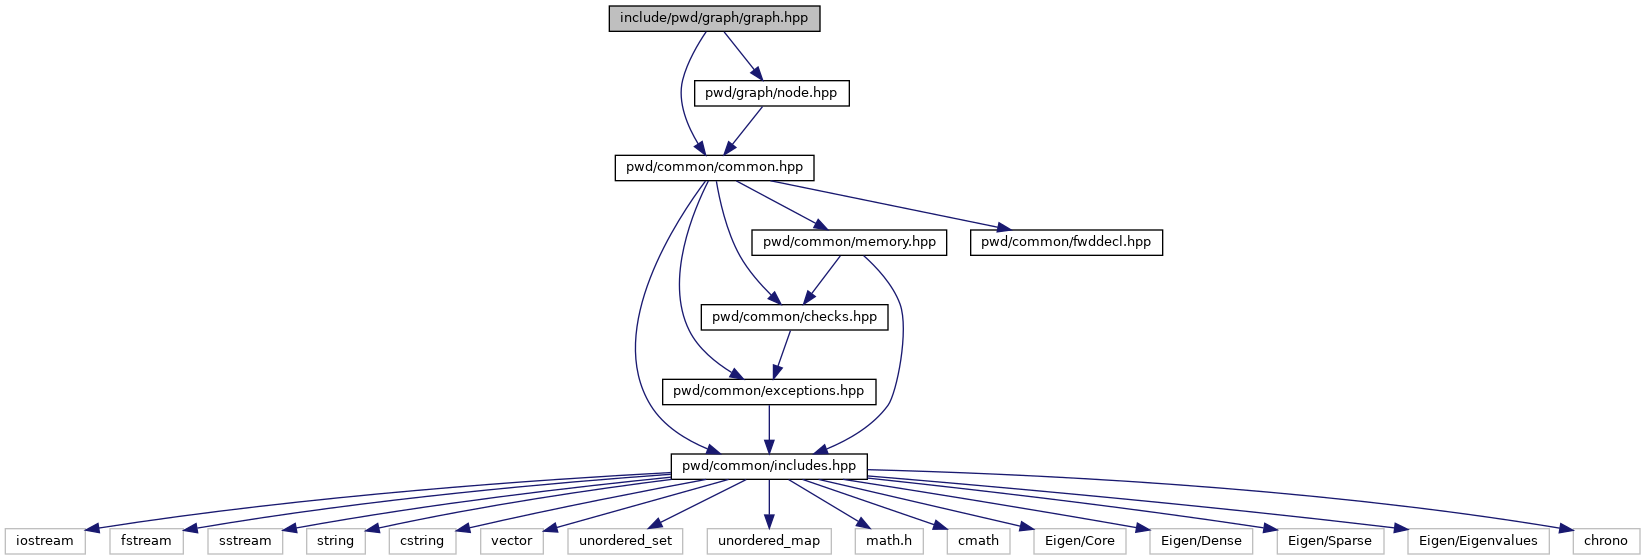 include/pwd/graph/graph.hpp
pwd/graph/node.hpp
pwd/common/common.hpp
pwd/common/memory.hpp
pwd/common/fwddecl.hpp
pwd/common/checks.hpp
pwd/common/exceptions.hpp
pwd/common/includes.hpp
iostream
fstream
sstream
string
cstring
vector
unordered_set
unordered_map
math.h
cmath
Eigen/Core
Eigen/Dense
Eigen/Sparse
Eigen/Eigenvalues
chrono